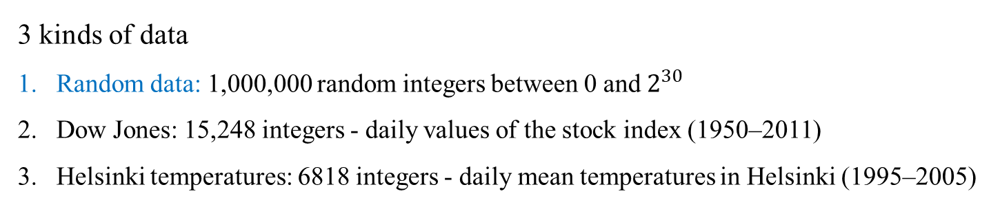 3 kinds of data
1. Random data: 1,000,000 random integers between 0 and 2³⁰
2. Dow Jones: 15,248 integers - daily values of the stock index (1950–2011)
3. Helsinki temperatures: 6818 integers - daily mean temperatures in Helsinki (1995–2005)